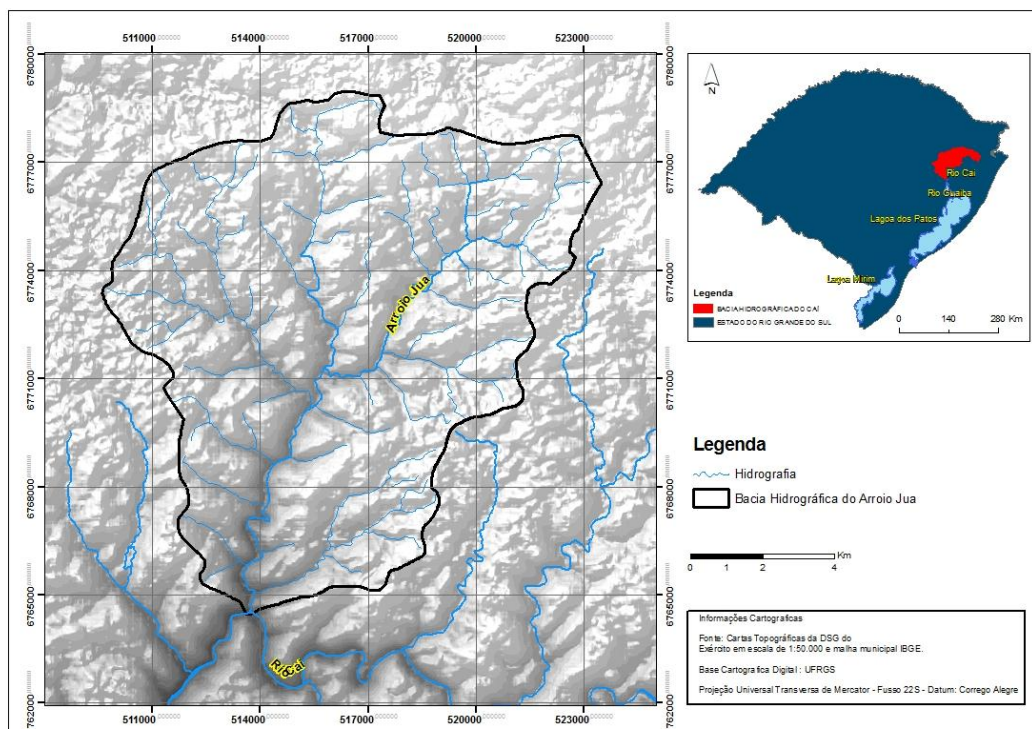 511000 514000 517000 520000 523000
6780000 6780000
6777000 6777000
6774000 6774000
6771000 6771000
6768000 6768000
6765000 6765000
762000 762000
Arroio Jua
Rio Caí
511000 514000 517000 520000 523000
N
Rio Caí
Rio Guaíba
Lagoa dos Patos
Lagoa Mirim
Legenda
BACIA HIDROGRÁFICA DO CAÍ
ESTADO DO RIO GRANDE DO SUL
0 140 280 Km
Legenda
Hidrografia
Bacia Hidrográfica do Arroio Jua
0 1 2 4 Km
Informações Cartograficas
Fonte: Cartas Topográficas da DSG do
Exército em escala de 1:50.000 e malha municipal IBGE.
Base Cartografica Digital : UFRGS
Projeção Universal Transversa de Mercator - Fusso 22S - Datum: Corrego Alegre